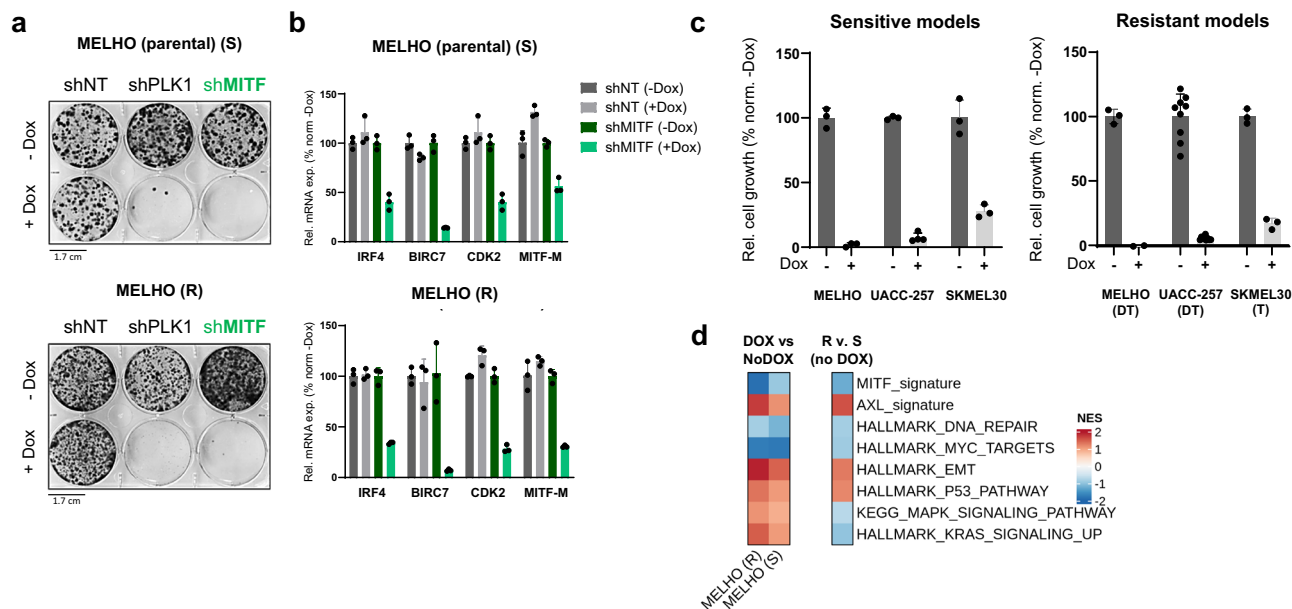 a
MELHO (parental) (S)
shNT shPLK1 shMITF
- Dox
+ Dox
1.7 cm
MELHO (R)
shNT shPLK1 shMITF
- Dox
+ Dox
1.7 cm
b
MELHO (parental) (S)
Rel. mRNA exp. (% norm -Dox)
150
100
50
0
IRF4 BIRC7 CDK2 MITF-M
shNT (-Dox)
shNT (+Dox)
shMITF (-Dox)
shMITF (+Dox)
MELHO (R)
Rel. mRNA exp. (% norm -Dox)
150
100
50
0
IRF4 BIRC7 CDK2 MITF-M
c
Sensitive models
Rel. cell growth (% norm. -Dox)
150
100
50
0
Dox - + - + - +
MELHO UACC-257 SKMEL30
Resistant models
Rel. cell growth (% norm. -Dox)
150
100
50
0
Dox - + - + - +
MELHO (DT) UACC-257 (DT) SKMEL30 (T)
d
DOX vs NoDOX
R v. S (no DOX)
MITF_signature
AXL_signature
HALLMARK_DNA_REPAIR
HALLMARK_MYC_TARGETS
HALLMARK_EMT
HALLMARK_P53_PATHWAY
KEGG_MAPK_SIGNALING_PATHWAY
HALLMARK_KRAS_SIGNALING_UP
MELHO (R)
MELHO (S)
NES
2
1
0
-1
-2